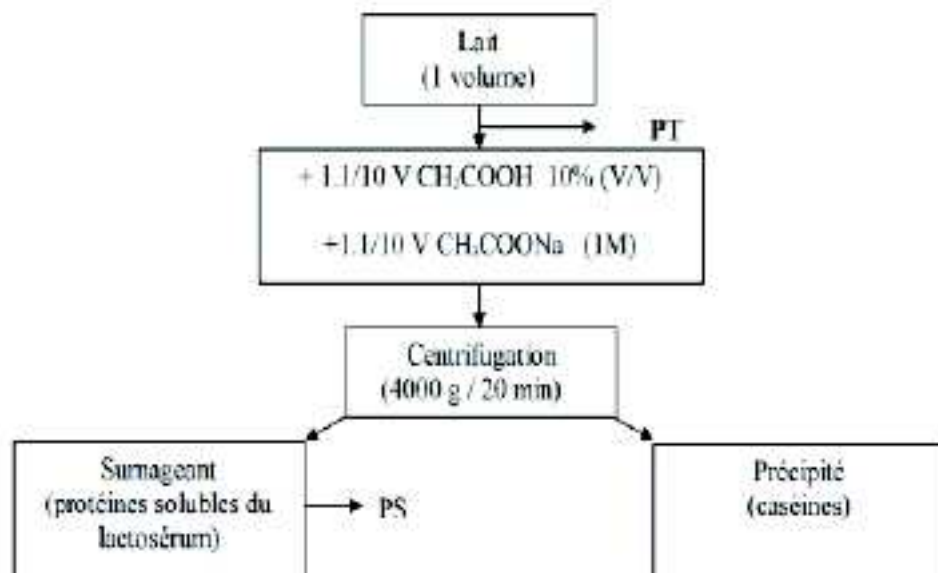 Lait
(1 volume)
PT
+ 1.1/10 V CH₃COOH 10% (V/V)
+1.1/10 V CH₃COONa (1M)
Centrifugation
(4000 g / 20 min)
Surnageant
(protéines solubles du
lactosérum)
PS
Précipité
(caséines)